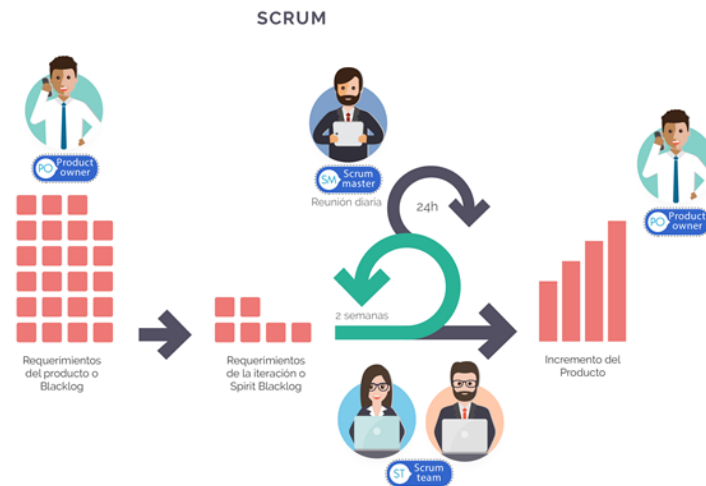 SCRUM
PO Product
owner
SM Scrum
master
Reunión diaria
24h
PO Product
owner
2 semanas
Requerimientos
del producto o
Blacklog
Requerimientos
de la iteración o
Spirit Blacklog
Incremento del
Producto
ST Scrum
team